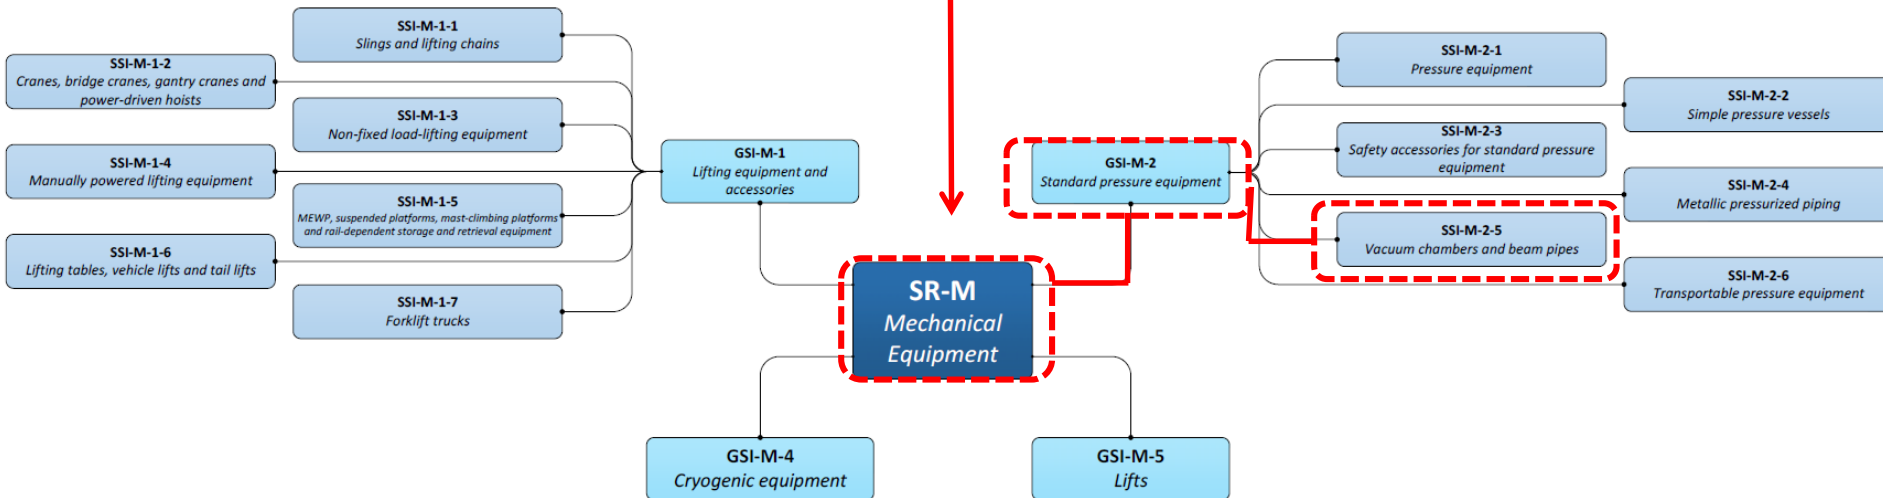 SSI-M-1-1
Slings and lifting chains
SSI-M-1-2
Cranes, bridge cranes, gantry cranes and
power-driven hoists
SSI-M-1-3
Non-fixed load-lifting equipment
SSI-M-1-4
Manually powered lifting equipment
SSI-M-1-5
MEWP, suspended platforms, mast-climbing platforms
and rail-dependent storage and retrieval equipment
SSI-M-1-6
Lifting tables, vehicle lifts and tail lifts
SSI-M-1-7
Forklift trucks
GSI-M-1
Lifting equipment and
accessories
SR-M
Mechanical
Equipment
GSI-M-4
Cryogenic equipment
GSI-M-5
Lifts
GSI-M-2
Standard pressure equipment
SSI-M-2-1
Pressure equipment
SSI-M-2-2
Simple pressure vessels
SSI-M-2-3
Safety accessories for standard pressure
equipment
SSI-M-2-4
Metallic pressurized piping
SSI-M-2-5
Vacuum chambers and beam pipes
SSI-M-2-6
Transportable pressure equipment